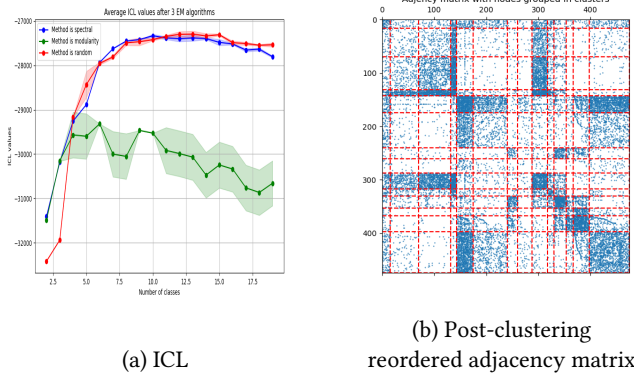 Average ICL values after 3 EM algorithms
-27000
-28000
-29000
-30000
-31000
-32000
ICL values
Method is spectral
Method is modularity
Method is random
2.5 5.0 7.5 10.0 12.5 15.0 17.5
Number of classes
(a) ICL
Adjency matrix with nodes grouped in clusters
0 100 200 300 400
0
100
200
300
400
(b) Post-clustering
reordered adjacency matrix